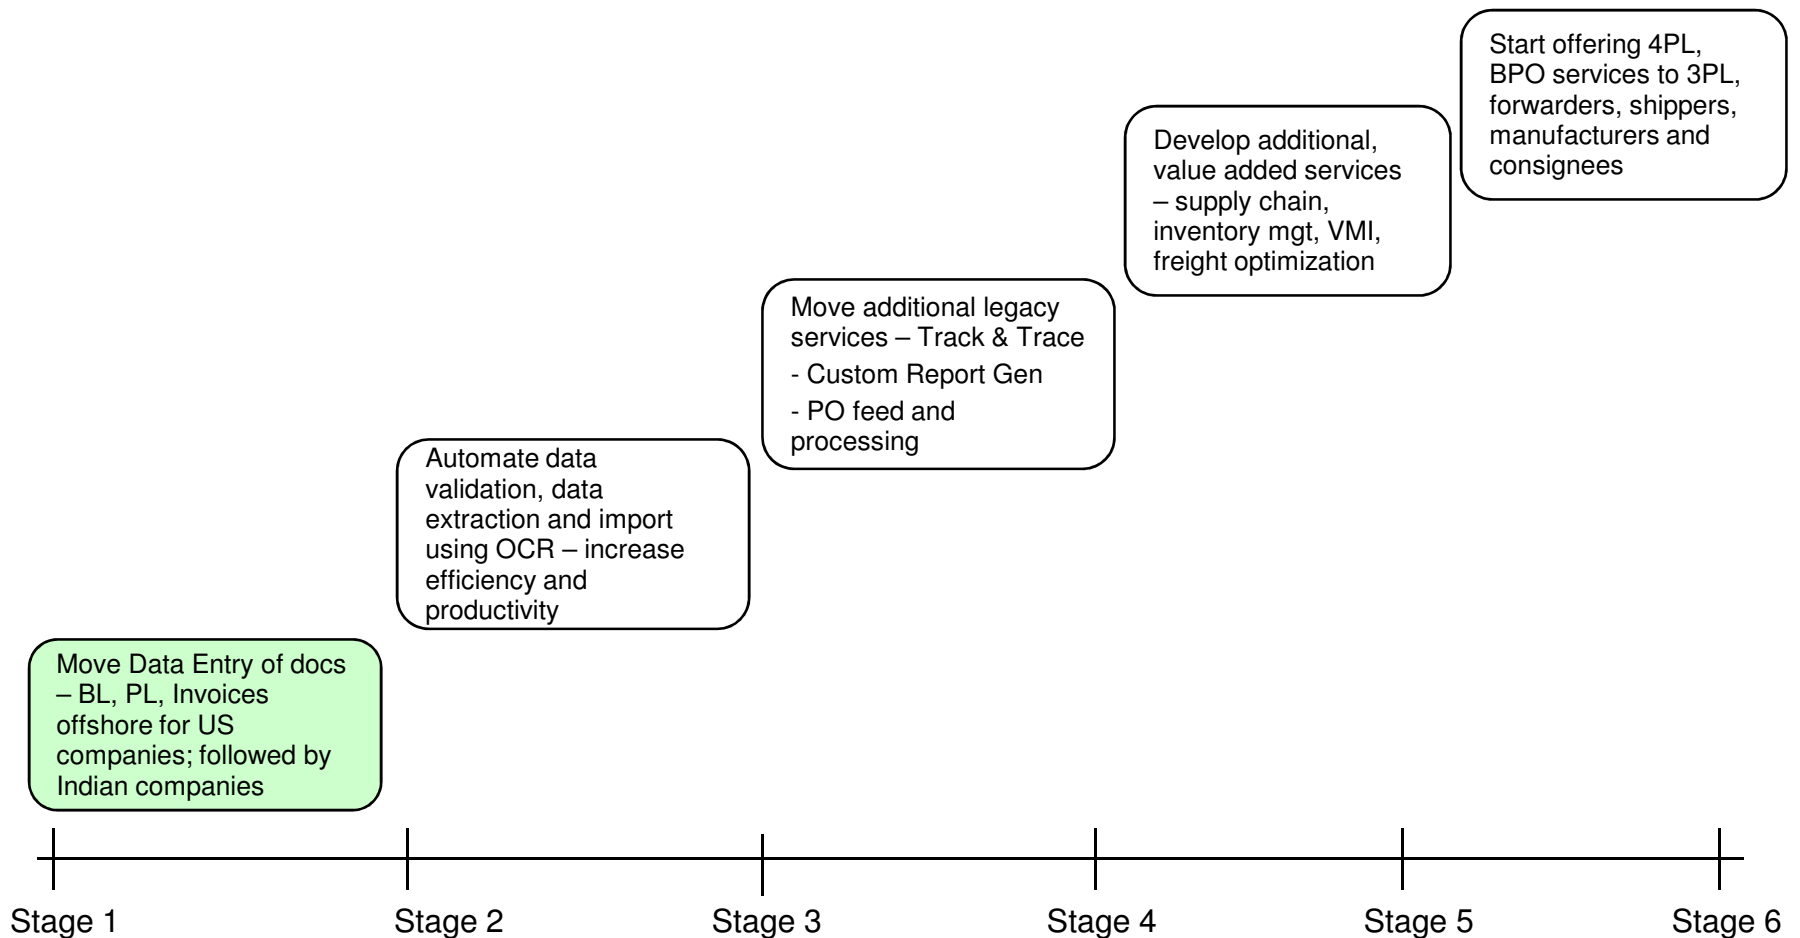 Start offering 4PL,
BPO services to 3PL,
forwarders, shippers,
manufacturers and
consignees
Develop additional,
value added services
– supply chain,
inventory mgt, VMI,
freight optimization
Move additional legacy
services – Track & Trace
- Custom Report Gen
- PO feed and
processing
Automate data
validation, data
extraction and import
using OCR – increase
efficiency and
productivity
Move Data Entry of docs
– BL, PL, Invoices
offshore for US
companies; followed by
Indian companies
Stage 1
Stage 2
Stage 3
Stage 4
Stage 5
Stage 6